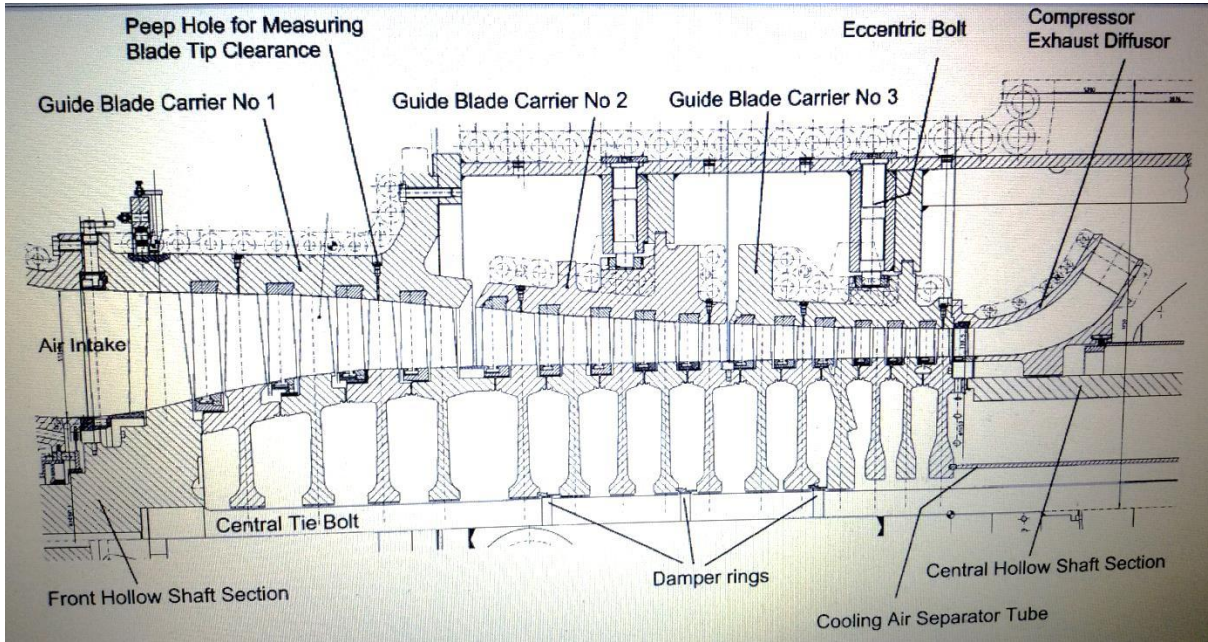 Peep Hole for Measuring
Blade Tip Clearance
Eccentric Bolt
Compressor
Exhaust Diffusor
Guide Blade Carrier No 1
Guide Blade Carrier No 2
Guide Blade Carrier No 3
Air Intake
Central Tie Bolt
Front Hollow Shaft Section
Damper rings
Central Hollow Shaft Section
Cooling Air Separator Tube